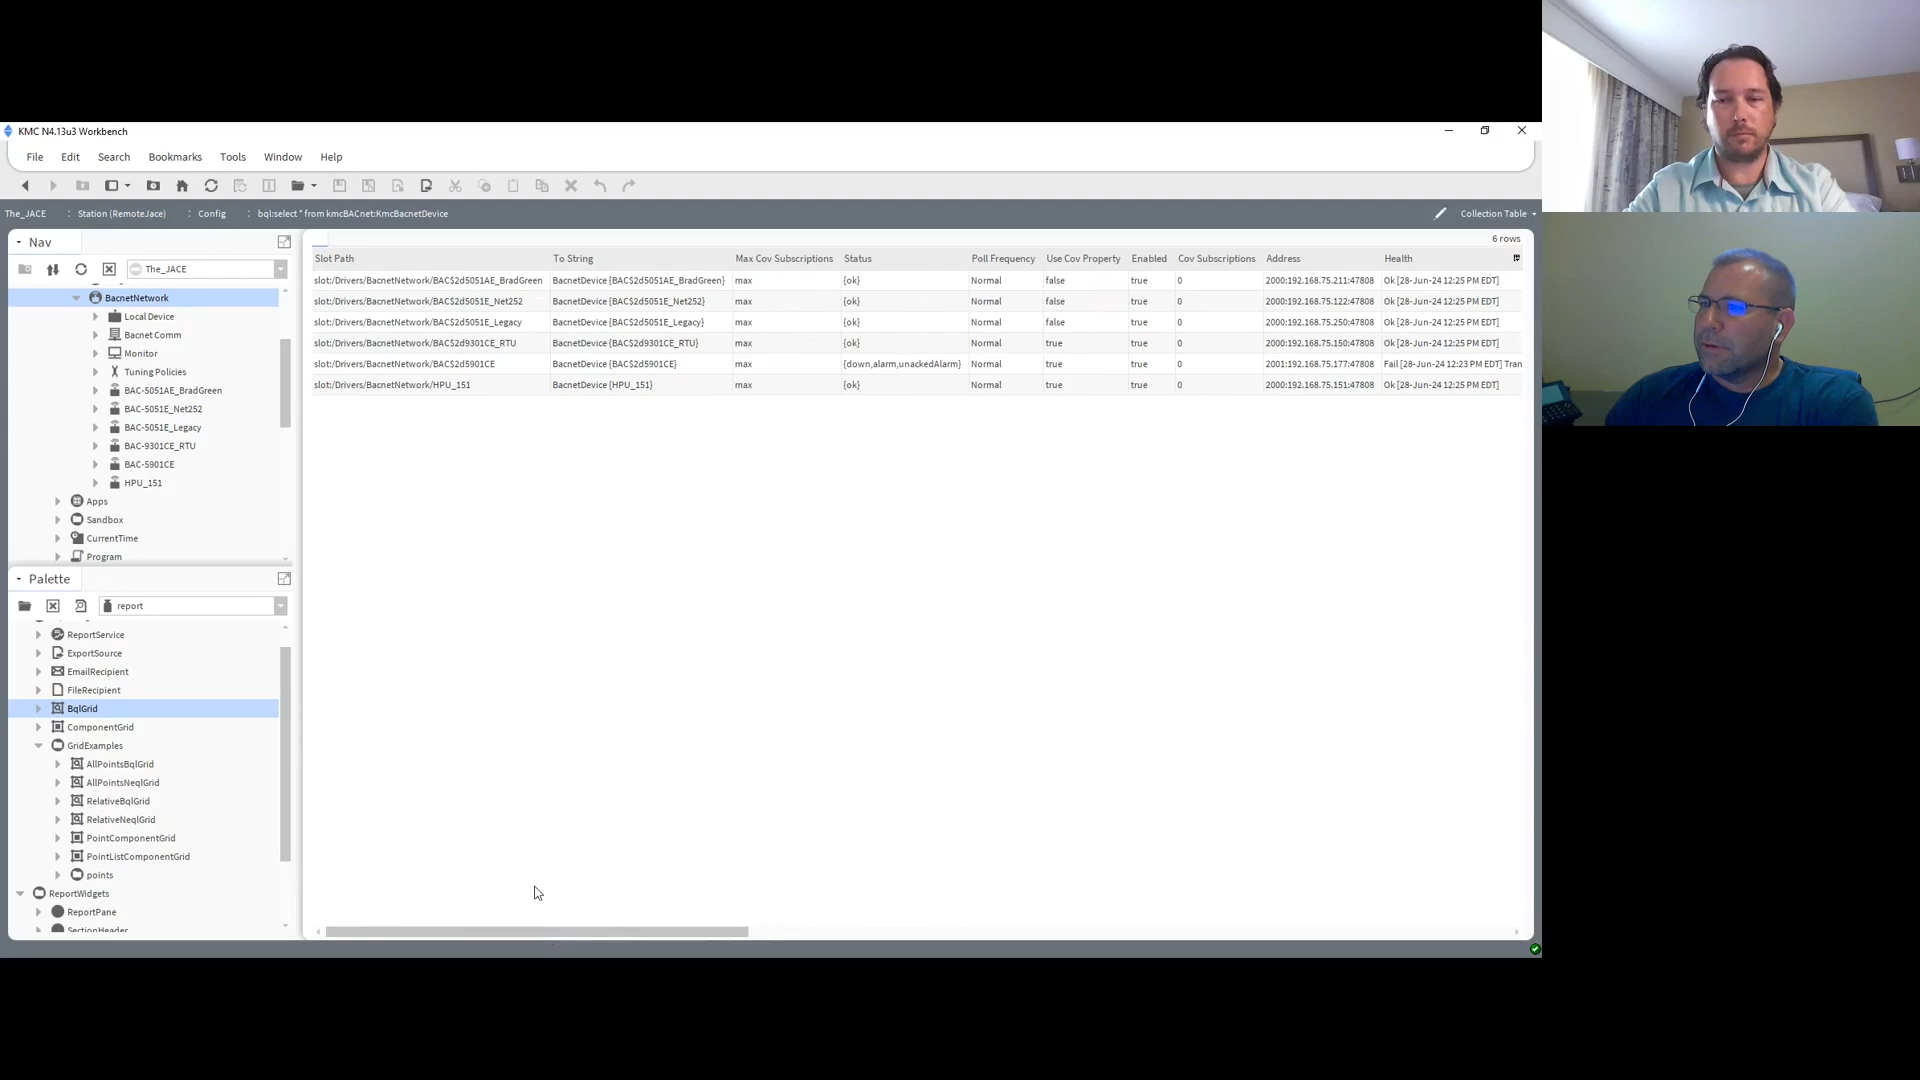 KMC N4.13u3 Workbench
File Edit Search Bookmarks Tools Window Help
The_JACE : Station (RemoteJace) : Config : bql:select * from kmcBACnet:KmcBacnetDevice Collection Table
Nav
The_JACE
BacnetNetwork
Local Device
Bacnet Comm
Monitor
Tuning Policies
BAC-5051AE_BradGreen
BAC-5051E_Net252
BAC-5051E_Legacy
BAC-9301CE_RTU
BAC-5901CE
HPU_151
Apps
Sandbox
CurrentTime
Program
Palette
report
ReportService
ExportSource
EmailRecipient
FileRecipient
BqlGrid
ComponentGrid
GridExamples
AllPointsBqlGrid
AllPointsNeqlGrid
RelativeBqlGrid
RelativeNeqlGrid
PointComponentGrid
PointListComponentGrid
points
ReportWidgets
ReportPane
SectionHeader
6 rows
Slot Path To String Max Cov Subscriptions Status Poll Frequency Use Cov Property Enabled Cov Subscriptions Address Health
slot:/Drivers/BacnetNetwork/BAC$2d5051AE_BradGreen BacnetDevice {BAC$2d5051AE_BradGreen} max {ok} Normal false true 0 2000:192.168.75.211:47808 Ok [28-Jun-24 12:25 PM EDT]
slot:/Drivers/BacnetNetwork/BAC$2d5051E_Net252 BacnetDevice {BAC$2d5051E_Net252} max {ok} Normal false true 0 2000:192.168.75.122:47808 Ok [28-Jun-24 12:25 PM EDT]
slot:/Drivers/BacnetNetwork/BAC$2d5051E_Legacy BacnetDevice {BAC$2d5051E_Legacy} max {ok} Normal false true 0 2000:192.168.75.250:47808 Ok [28-Jun-24 12:25 PM EDT]
slot:/Drivers/BacnetNetwork/BAC$2d9301CE_RTU BacnetDevice {BAC$2d9301CE_RTU} max {ok} Normal true true 0 2000:192.168.75.150:47808 Ok [28-Jun-24 12:25 PM EDT]
slot:/Drivers/BacnetNetwork/BAC$2d5901CE BacnetDevice {BAC$2d5901CE} max {down,alarm,unackedAlarm} Normal true true 0 2001:192.168.75.177:47808 Fail [28-Jun-24 12:23 PM EDT] Tran
slot:/Drivers/BacnetNetwork/HPU_151 BacnetDevice {HPU_151} max {ok} Normal true true 0 2000:192.168.75.151:47808 Ok [28-Jun-24 12:25 PM EDT]